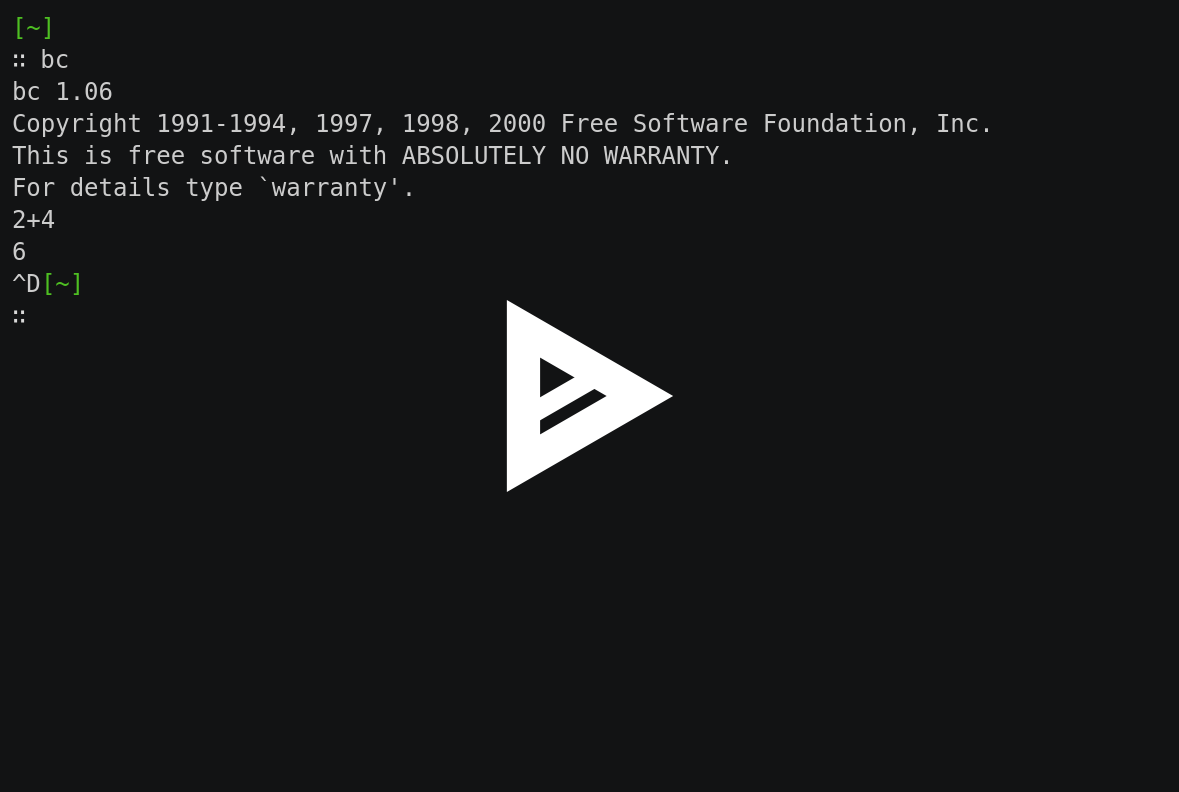 [~]
∷ bc
bc 1.06
Copyright 1991-1994, 1997, 1998, 2000 Free Software Foundation, Inc.
This is free software with ABSOLUTELY NO WARRANTY.
For details type `warranty'.
2+4
6
^D[~]
∷